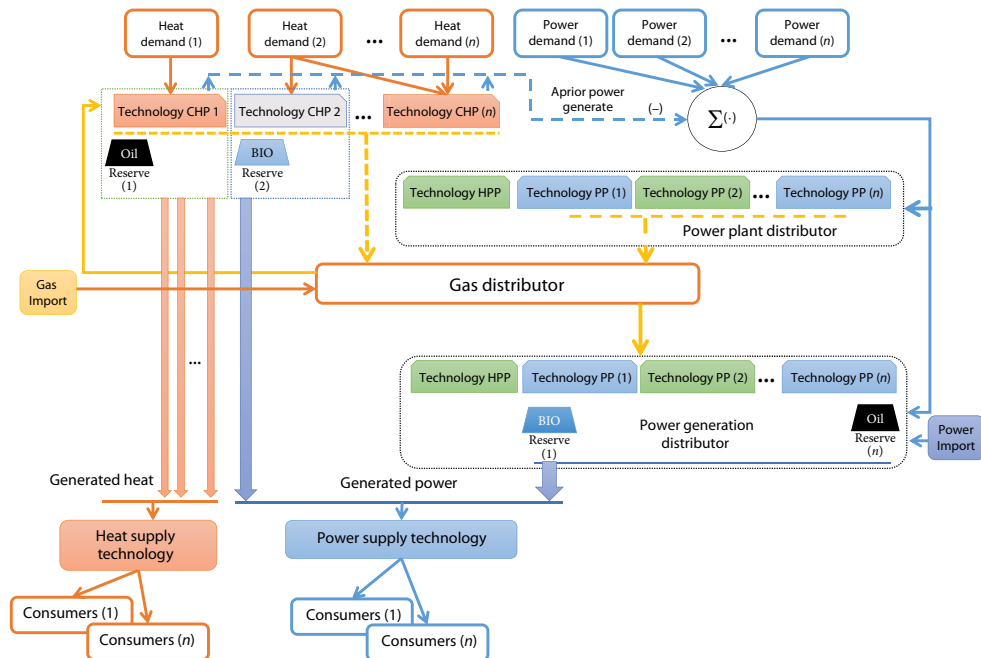 Heat
demand (1)
Heat
demand (2)
...
Heat
demand (n)
Power
demand (1)
Power
demand (2)
...
Power
demand (n)
Aprior power
generate
(–)
Σ(·)
Technology CHP 1
Technology CHP 2
...
Technology CHP (n)
Oil
Reserve
(1)
BIO
Reserve
(2)
Technology HPP
Technology PP (1)
Technology PP (2)
...
Technology PP (n)
Power plant distributor
Gas
Import
Gas distributor
...
Technology HPP
Technology PP (1)
Technology PP (2)
...
Technology PP (n)
BIO
Reserve
(1)
Power generation
distributor
Oil
Reserve
(n)
Power
Import
Generated heat
Generated power
Heat supply
technology
Power supply technology
Consumers (1)
Consumers (n)
Consumers (1)
Consumers (n)